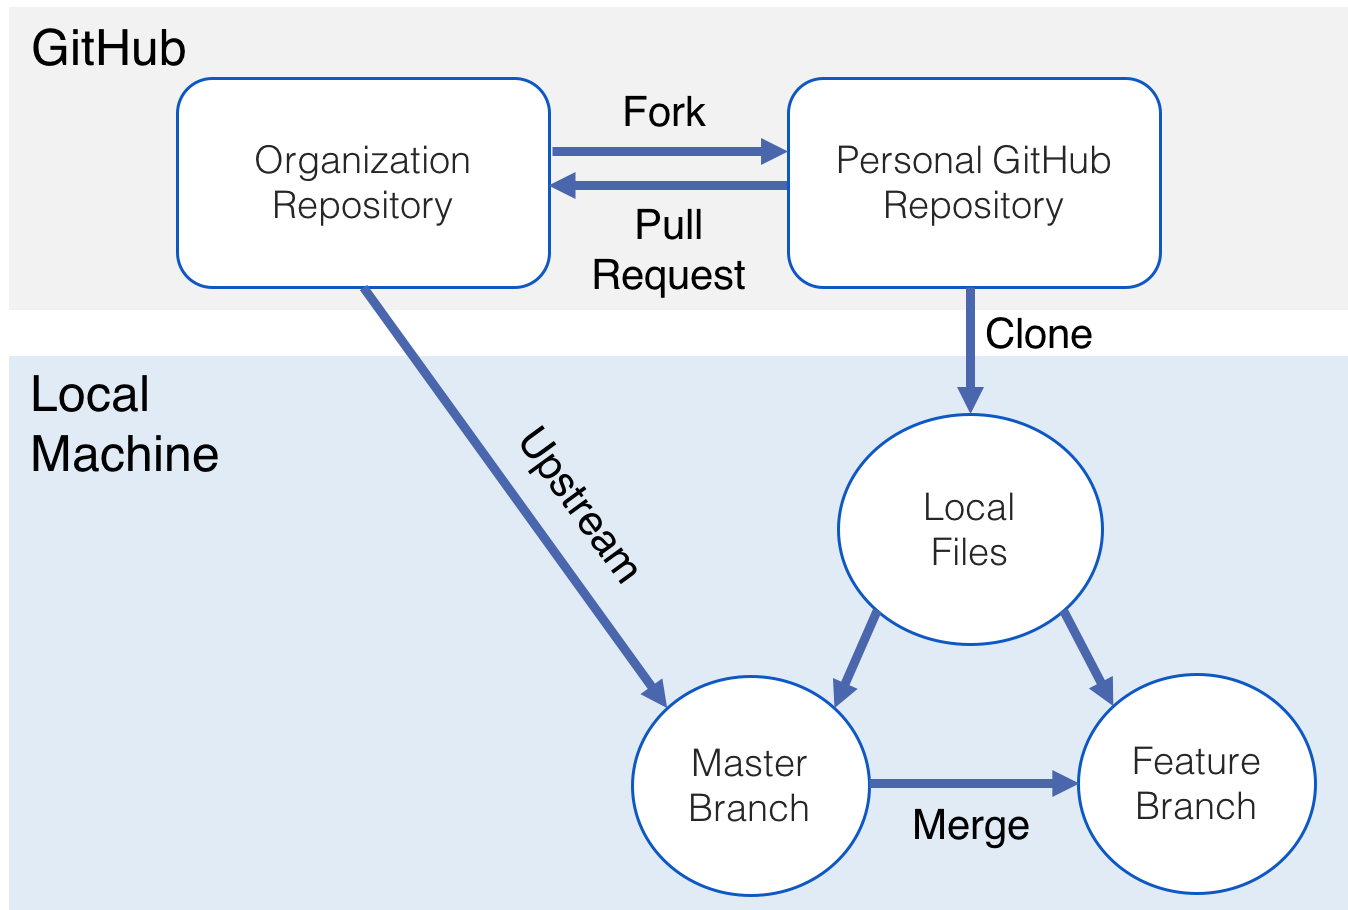 GitHub
Organization
Repository
Fork
Pull
Request
Personal GitHub
Repository
Clone
Local
Machine
Upstream
Local
Files
Master
Branch
Merge
Feature
Branch